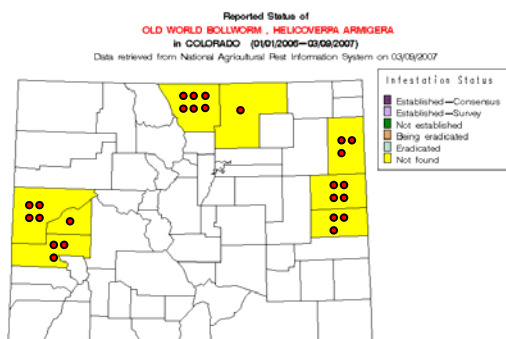 Reported Status of
OLD WORLD BOLLWORM , HELICOVERPA ARMIGERA
in COLORADO (01/01/2006—03/09/2007)
Data retrieved from National Agricultural Pest Information System on 03/09/2007
Infestation Status
Established—Consensus
Established—Survey
Not established
Being eradicated
Eradicated
Not found